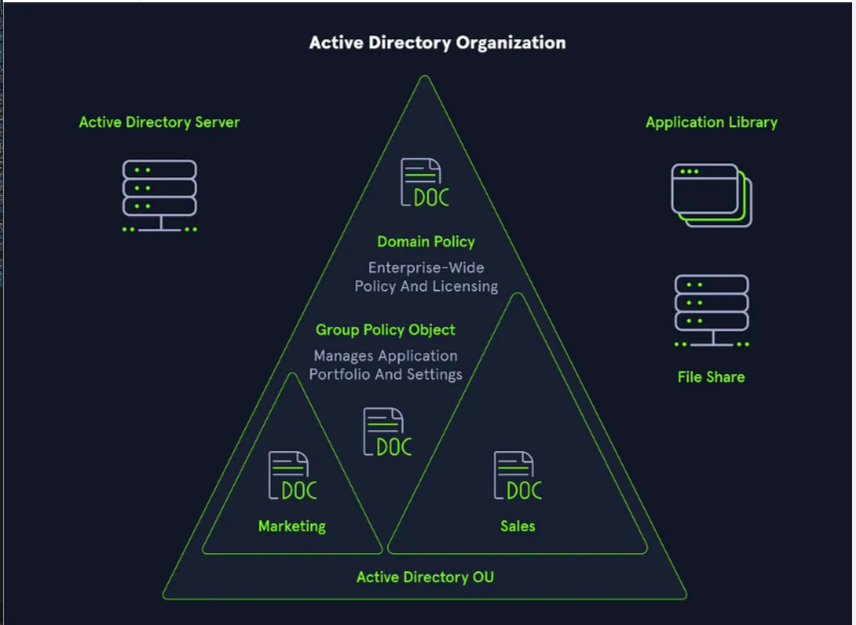 Active Directory Organization
Active Directory Server
Application Library
DOC
Domain Policy
Enterprise-Wide
Policy And Licensing
Group Policy Object
Manages Application
Portfolio And Settings
File Share
DOC
DOC
DOC
Marketing
Sales
Active Directory OU